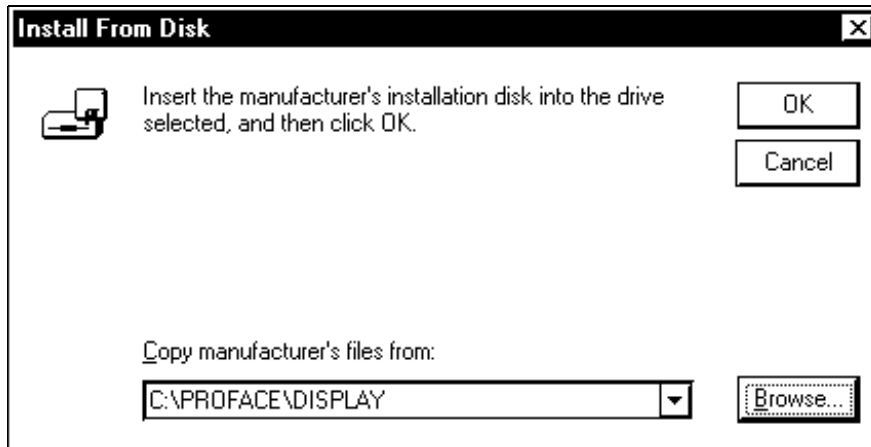 Install From Disk
Insert the manufacturer's installation disk into the drive
selected, and then click OK.
OK
Cancel
Copy manufacturer's files from:
C:\PROFACE\DISPLAY
Browse...